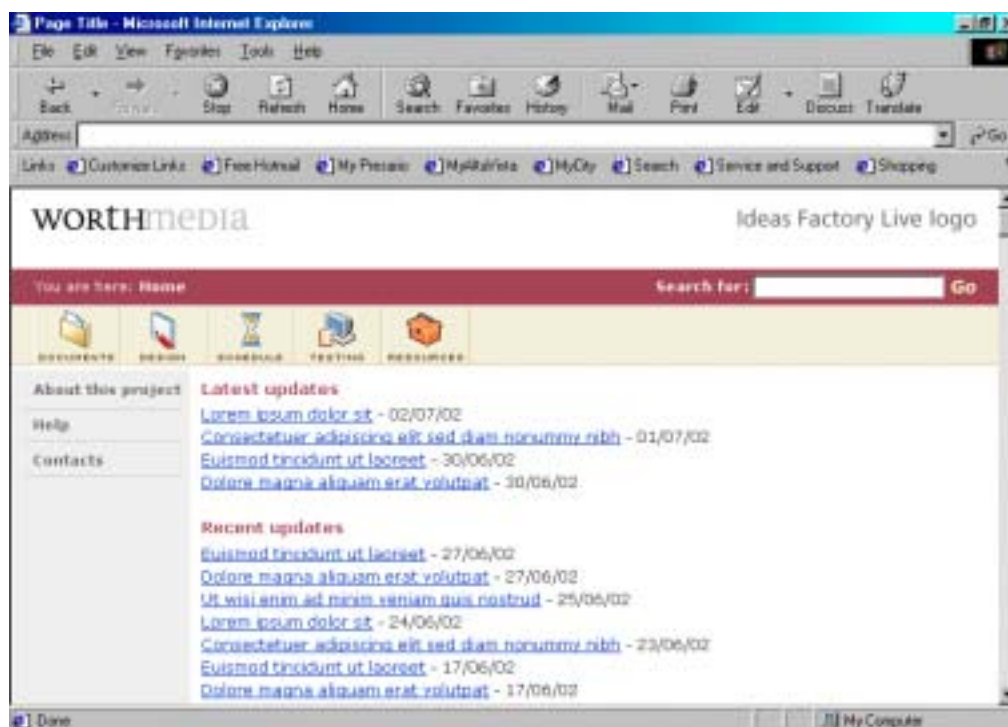 Page Title - Microsoft Internet Explorer
File Edit View Favorites Tools Help
Back Stop Refresh Home Search Favorites History Mail Print Edit Discuss Translate
Address Go
Links Customize Links Free Hotmail My Presario MyAltaVista MyCity Search Service and Support Shopping
WORTHMEDIA Ideas Factory Live logo
You are here: Home Search for: Go
DOCUMENTS DESIGN SCHEDULE TESTING RESOURCES
About this project
Help
Contacts
Latest updates
Lorem ipsum dolor sit - 02/07/02
Consectetuer adipiscing elit sed diam nonummy nibh - 01/07/02
Euismod tincidunt ut laoreet - 30/06/02
Dolore magna aliquam erat volutpat - 30/06/02
Recent updates
Euismod tincidunt ut laoreet - 27/06/02
Dolore magna aliquam erat volutpat - 27/06/02
Ut wisi enim ad minim veniam quis nostrud - 25/06/02
Lorem ipsum dolor sit - 24/06/02
Consectetuer adipiscing elit sed diam nonummy nibh - 23/06/02
Euismod tincidunt ut laoreet - 17/06/02
Dolore magna aliquam erat volutpat - 17/06/02
Done My Computer